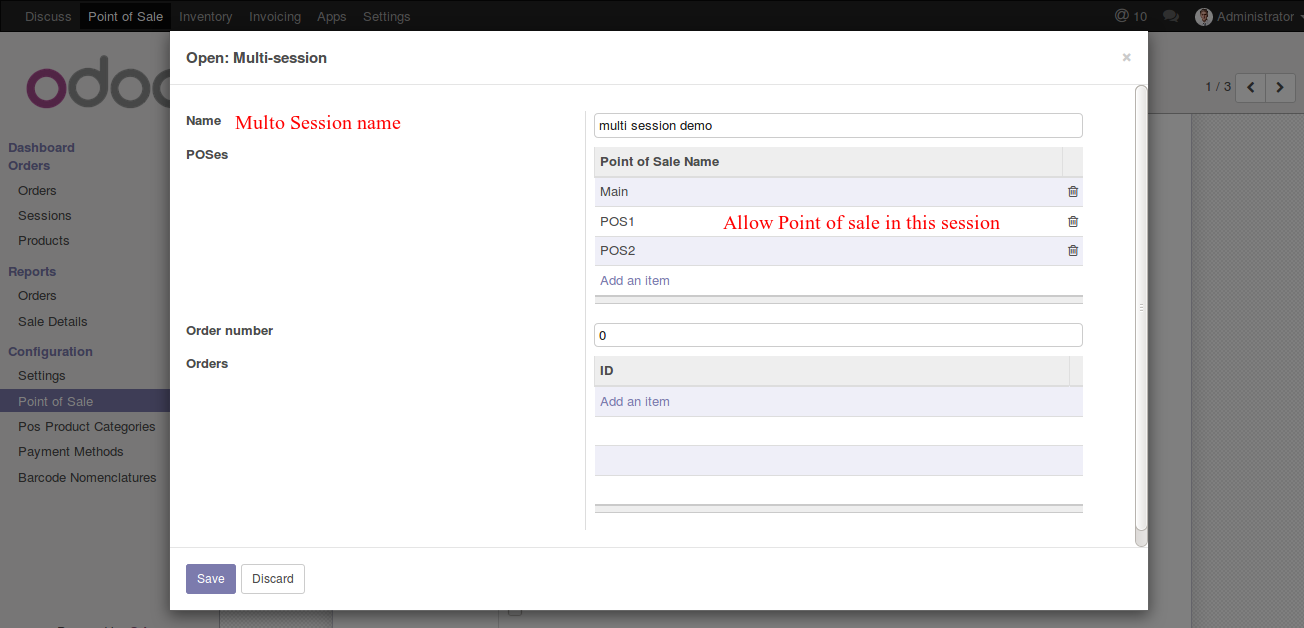 Discuss Point of Sale Inventory Invoicing Apps Settings @ 10 Administrator
Open: Multi-session ×
odoo
1 / 3
Name Multo Session name multi session demo
POSes
Point of Sale Name
Main
POS1 Allow Point of sale in this session
POS2
Add an item
Order number 0
Orders
ID
Add an item
Save Discard
Dashboard
Orders
Orders
Sessions
Products
Reports
Orders
Sale Details
Configuration
Settings
Point of Sale
Pos Product Categories
Payment Methods
Barcode Nomenclatures